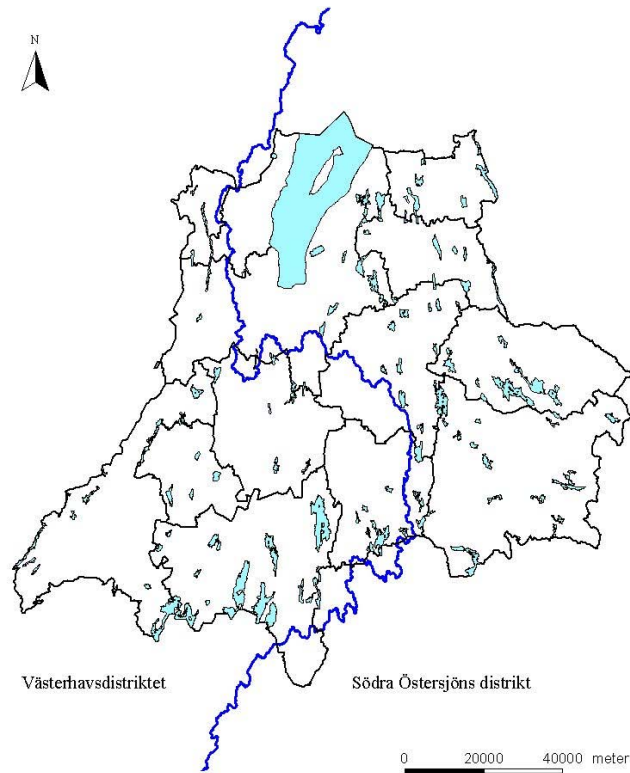 N
Västerhavsdistriktet
Södra Östersjöns distrikt
0 20000 40000 meter